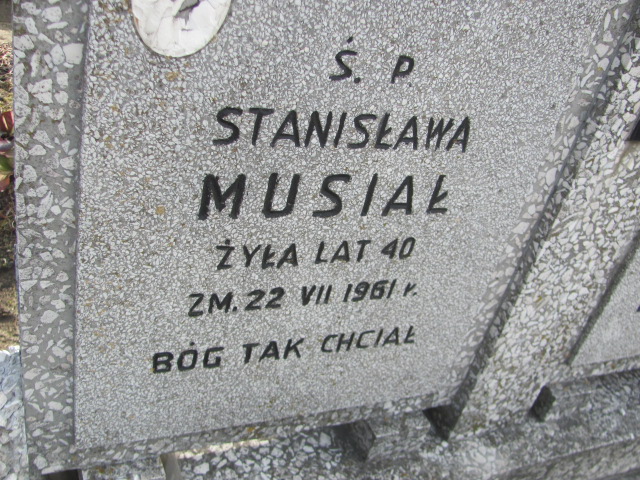 Ś. P.
STANISŁAWA
MUSIAŁ
ŻYŁA LAT 40
ZM. 22 VII 1961 r.
BÓG TAK CHCIAŁ